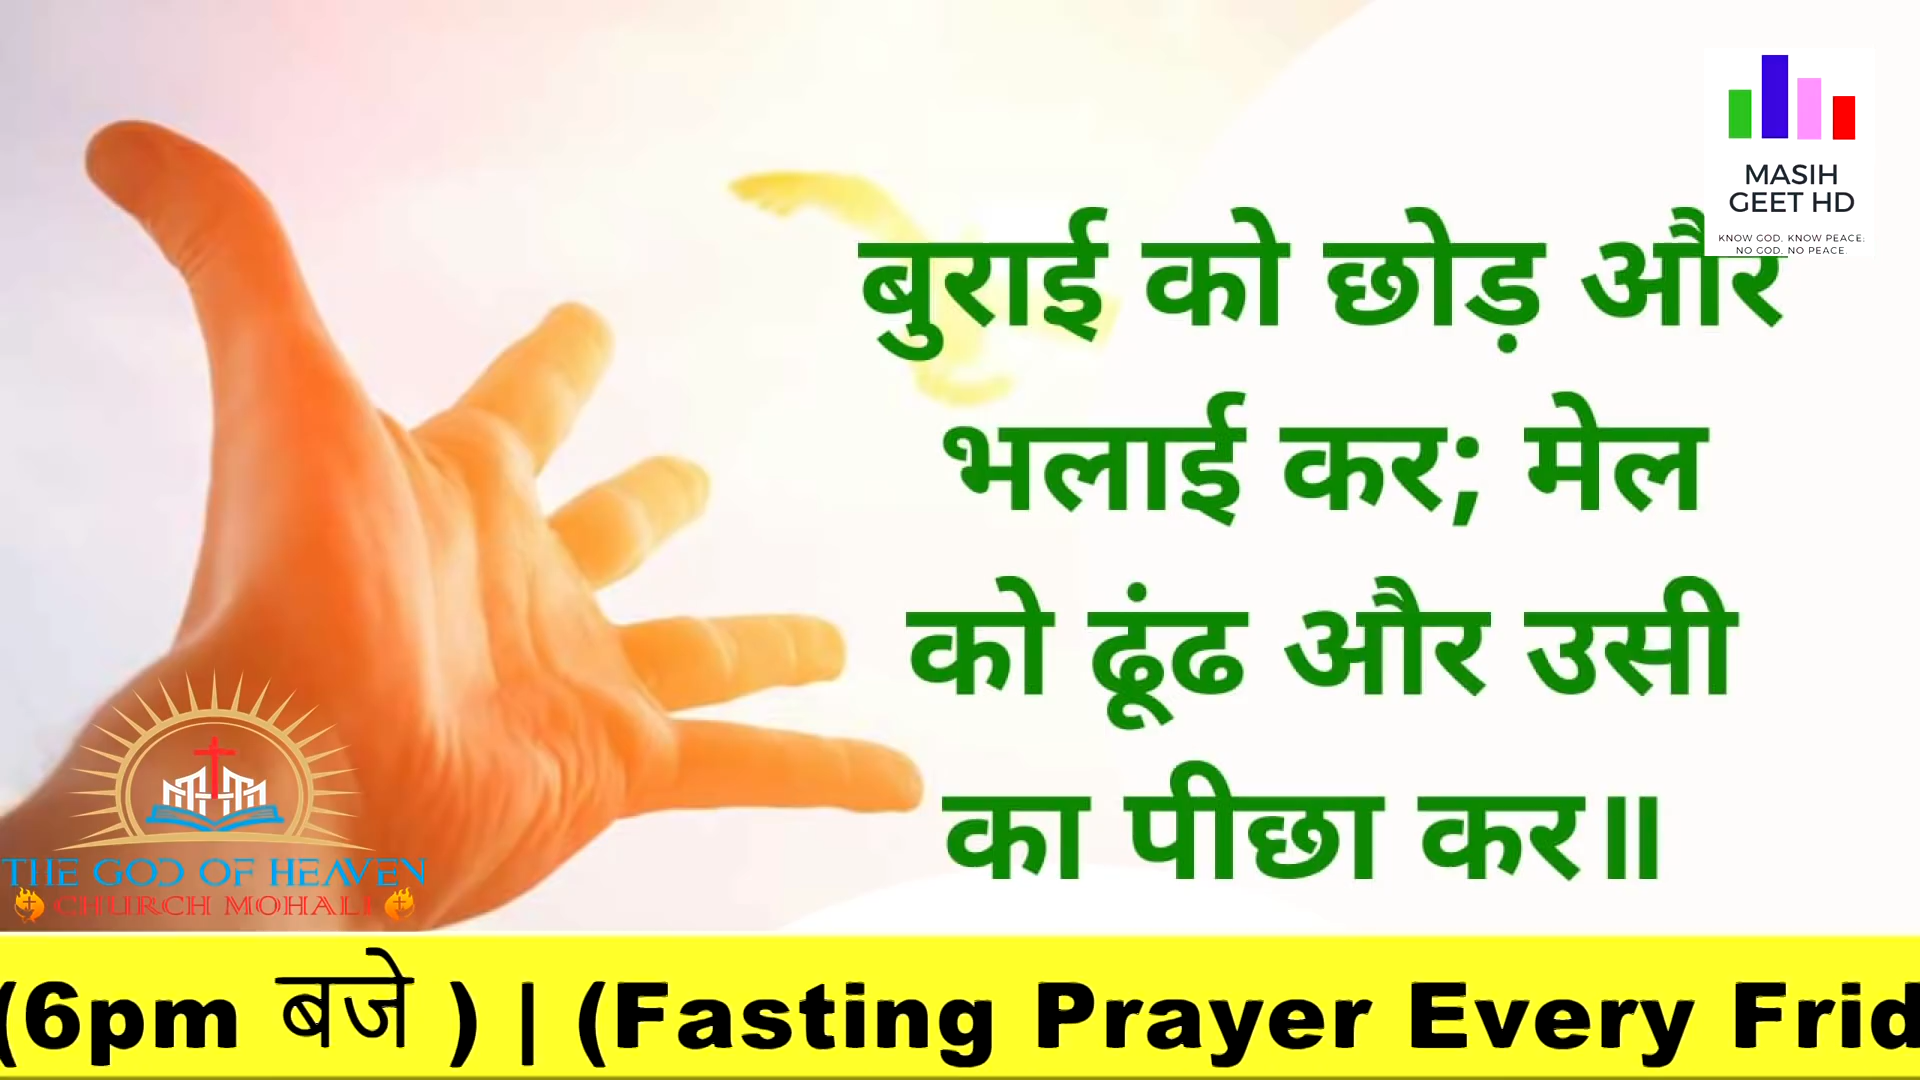 MASIH
GEET HD
KNOW GOD, KNOW PEACE;
NO GOD, NO PEACE.
बुराई को छोड़ और
भलाई कर; मेल
को ढूंढ और उसी
का पीछा कर॥
THE GOD OF HEAVEN
CHURCH MOHALI
(6pm बजे ) | (Fasting Prayer Every Frid